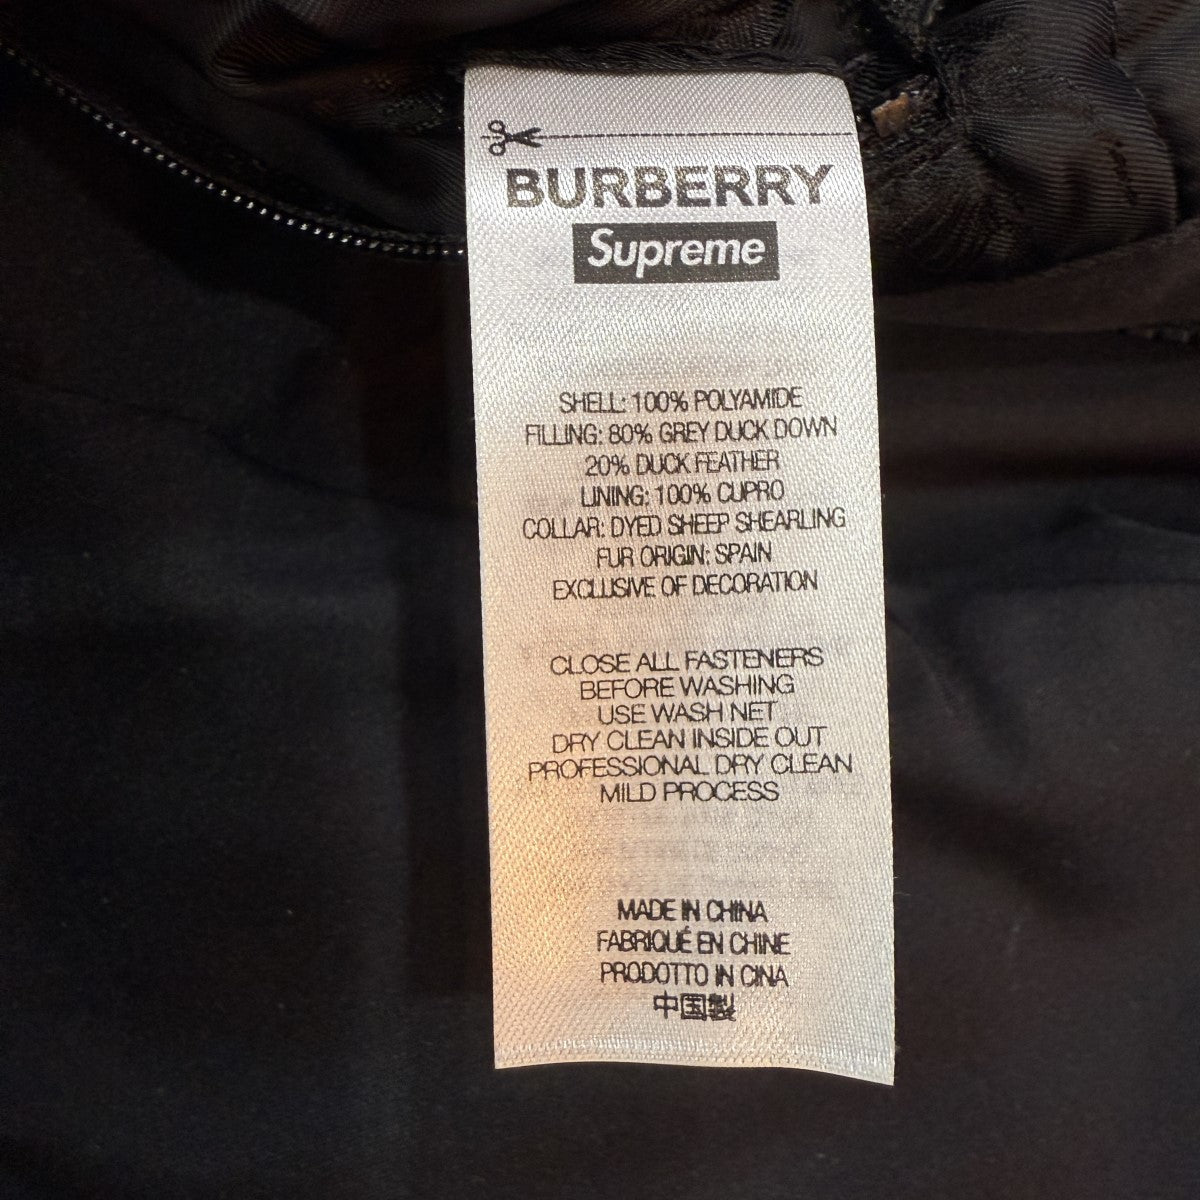 BURBERRY
Supreme
SHELL: 100% POLYAMIDE
FILLING: 80% GREY DUCK DOWN
20% DUCK FEATHER
LINING: 100% CUPRO
COLLAR: DYED SHEEP SHEARLING
FUR ORIGIN: SPAIN
EXCLUSIVE OF DECORATION
CLOSE ALL FASTENERS
BEFORE WASHING
USE WASH NET
DRY CLEAN INSIDE OUT
PROFESSIONAL DRY CLEAN
MILD PROCESS
MADE IN CHINA
FABRIQUÉ EN CHINE
PRODOTTO IN CINA
中国製